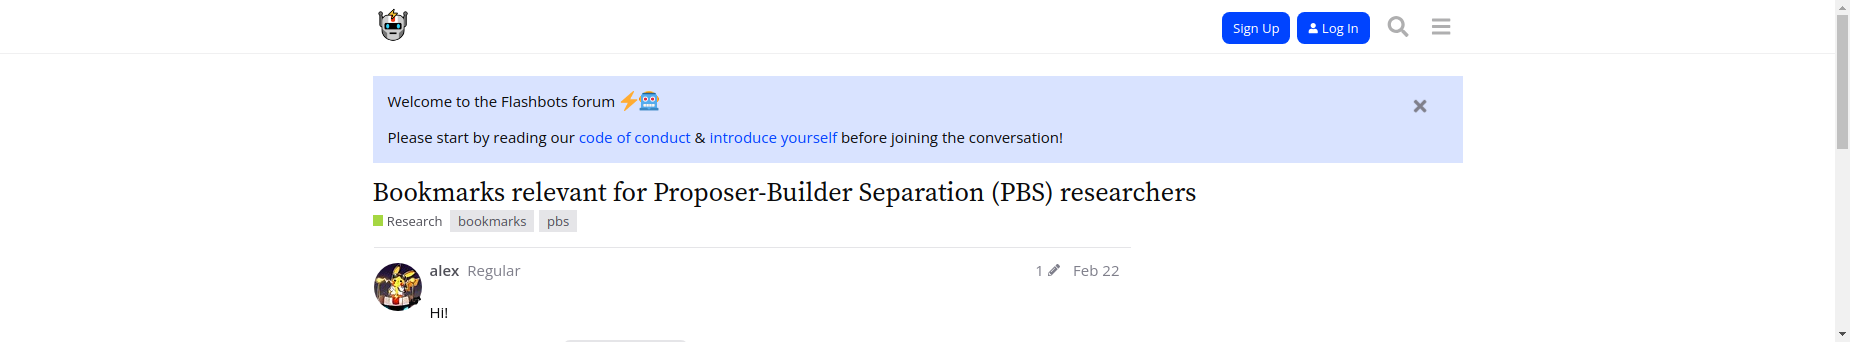 Sign Up
Log In
Welcome to the Flashbots forum
Please start by reading our code of conduct & introduce yourself before joining the conversation!
Bookmarks relevant for Proposer-Builder Separation (PBS) researchers
Research bookmarks pbs
alex Regular 1 Feb 22
Hi!